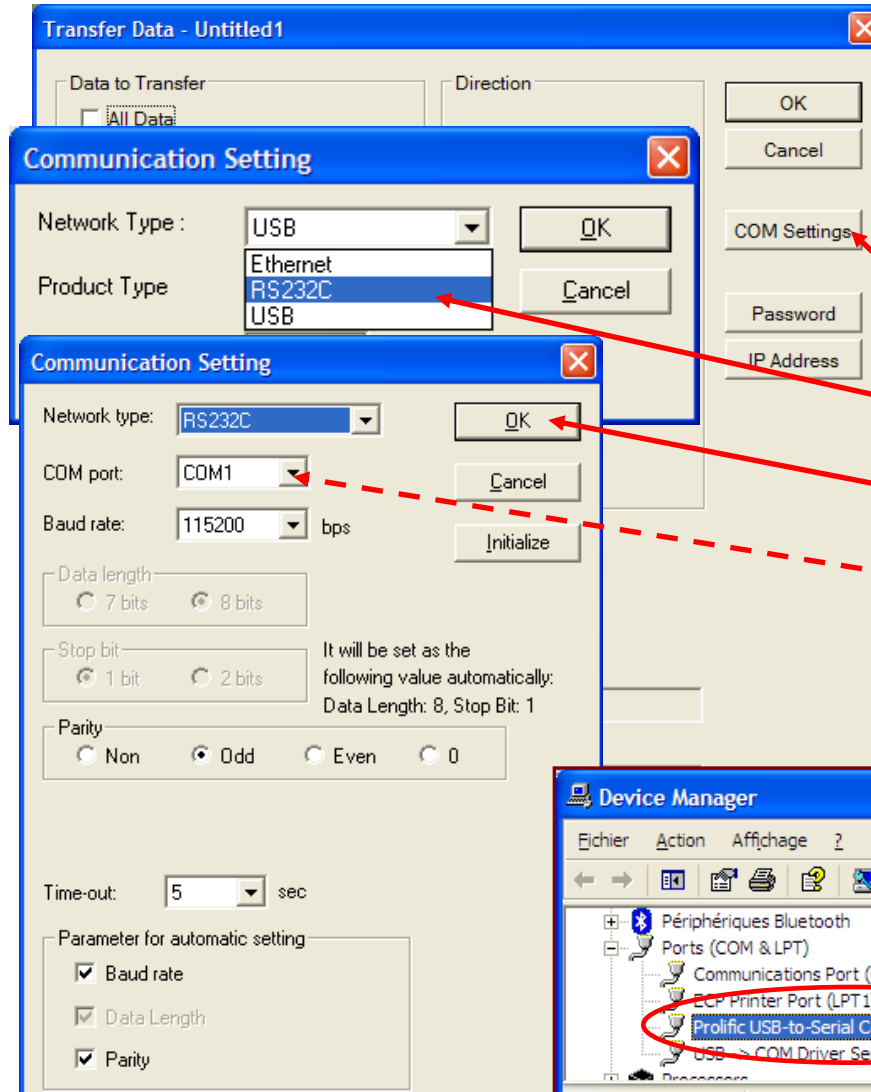 Transfer Data - Untitled1
Data to Transfer
Direction
All Data
OK
Cancel
COM Settings
Password
IP Address
Communication Setting
Network Type :
USB
OK
Ethernet
RS232C
USB
Product Type
Cancel
Communication Setting
Network type:
RS232C
OK
COM port:
COM1
Cancel
Baud rate:
115200
bps
Initialize
Data length
7 bits
8 bits
Stop bit
1 bit
2 bits
It will be set as the
following value automatically:
Data Length: 8, Stop Bit: 1
Parity
Non
Odd
Even
0
Time-out:
5
sec
Parameter for automatic setting
Baud rate
Data Length
Parity
Device Manager
Fichier Action Affichage ?
Périphériques Bluetooth
Ports (COM & LPT)
Communications Port (
ECP Printer Port (LPT1)
Prolific USB-to-Serial Co
USB -> COM Driver Se
Processors